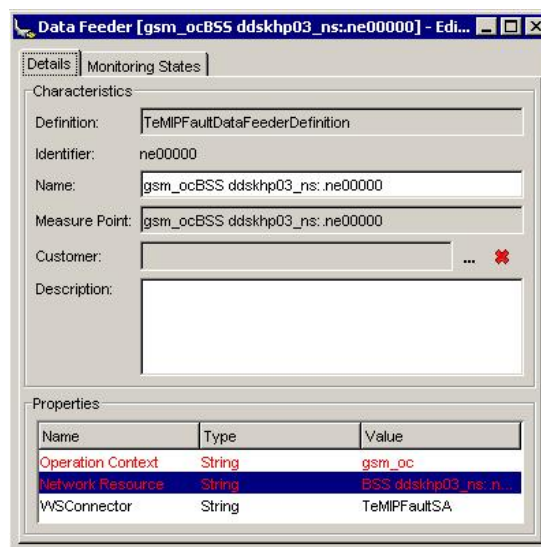 Data Feeder [gsm_ocBSS ddskhp03_ns:.ne00000] - Edi...
Details Monitoring States
Characteristics
Definition: TeMIPFaultDataFeederDefinition
Identifier: ne00000
Name: gsm_ocBSS ddskhp03_ns:.ne00000
Measure Point: gsm_ocBSS ddskhp03_ns:.ne00000
Customer: ...
Description:
Properties
Name Type Value
Operation Context String gsm_oc
Network Resource String BSS ddskhp03_ns:.n...
WSConnector String TeMIPFaultSA